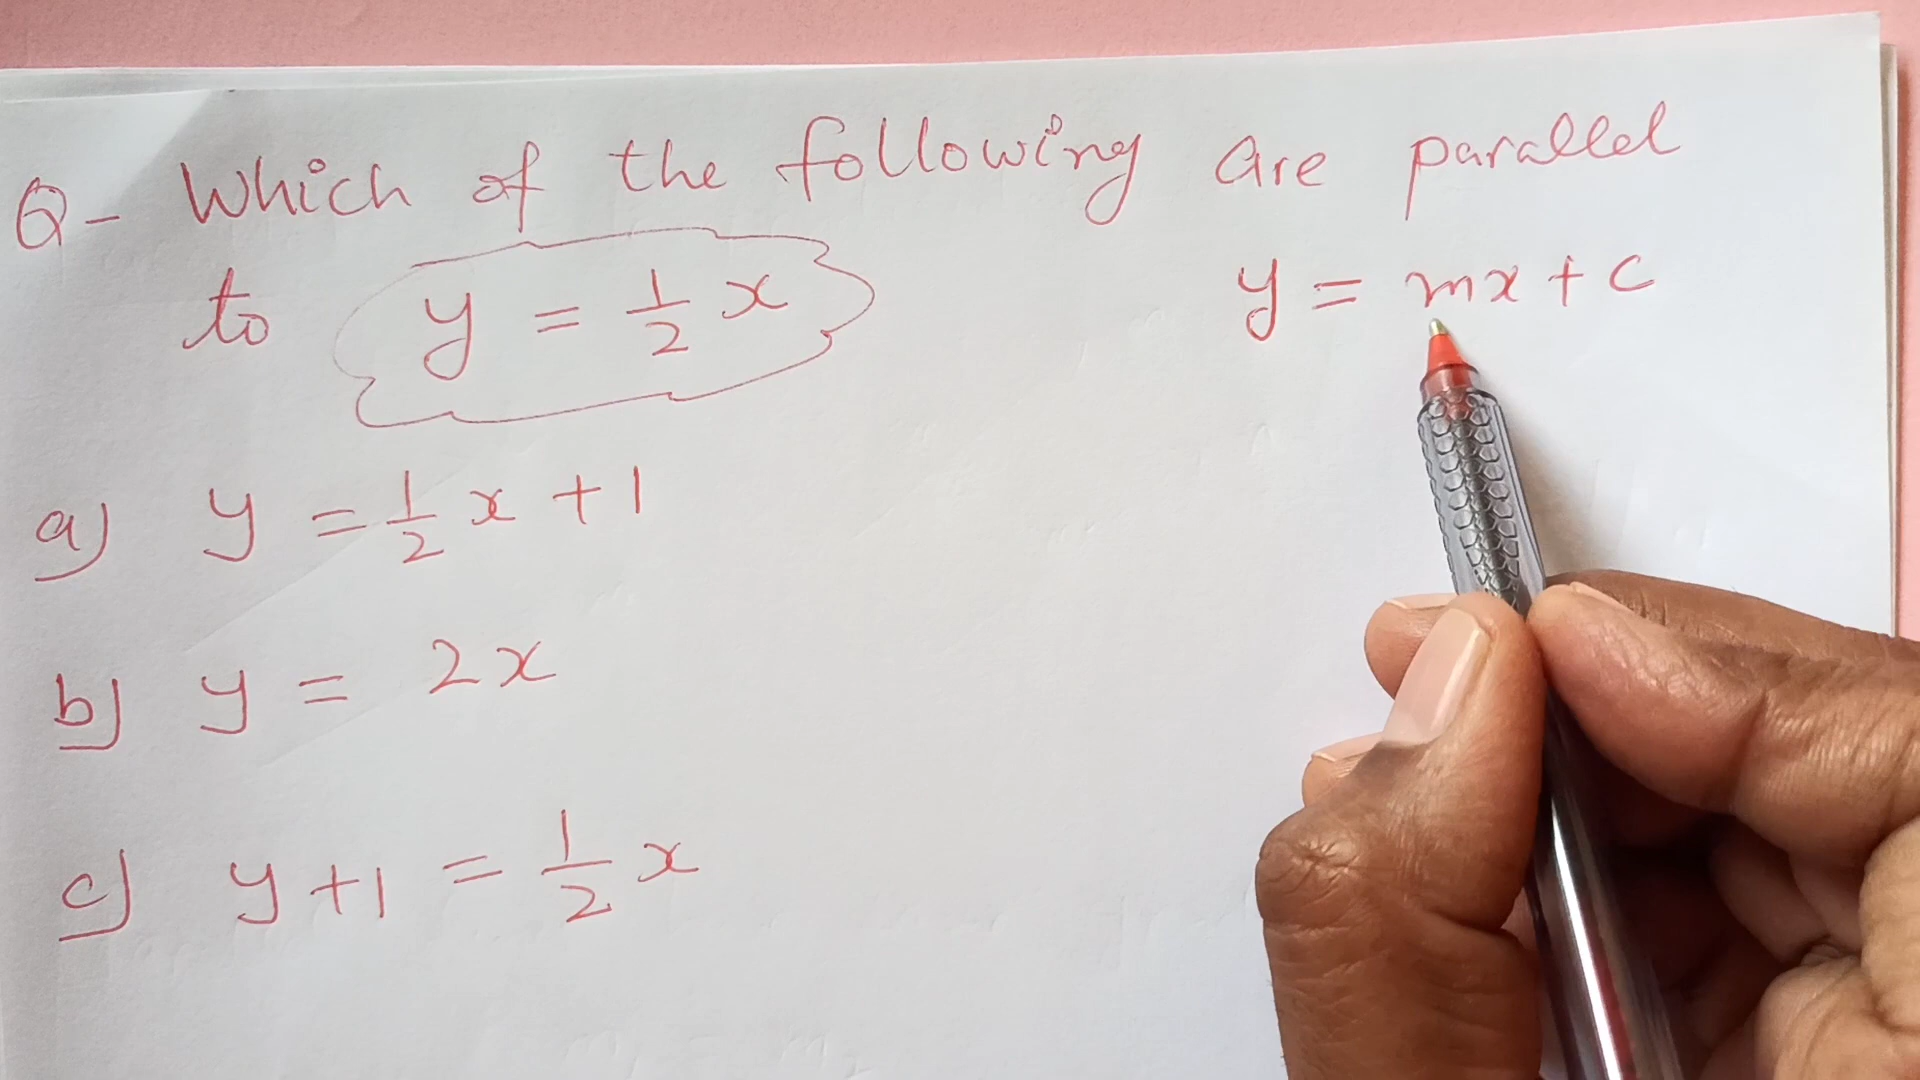 Q- Which of the following are parallel
to y = 1/2 x
y = mx + c
a) y = 1/2 x + 1
b) y = 2x
c) y + 1 = 1/2 x